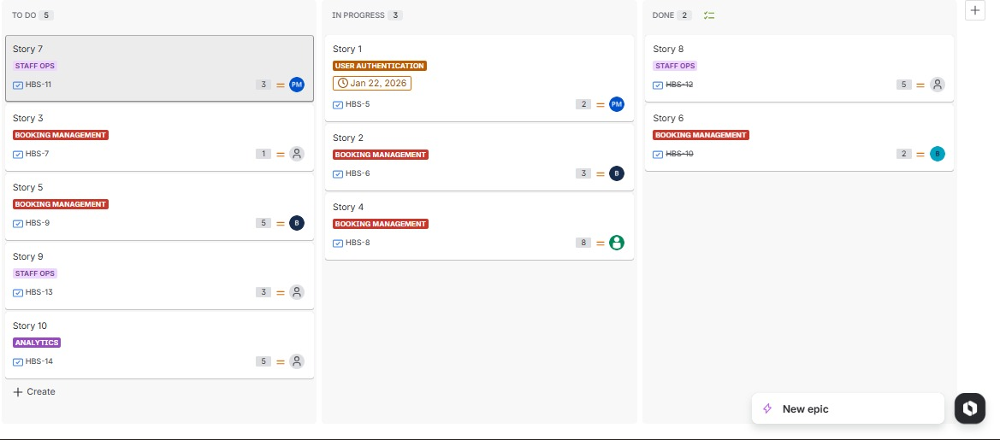 TO DO 5
Story 7
STAFF OPS
HBS-11 3 PM
Story 3
BOOKING MANAGEMENT
HBS-7 1
Story 5
BOOKING MANAGEMENT
HBS-9 5 B
Story 9
STAFF OPS
HBS-13 3
Story 10
ANALYTICS
HBS-14 5
Create
IN PROGRESS 3
Story 1
USER AUTHENTICATION
Jan 22, 2026
HBS-5 2 PM
Story 2
BOOKING MANAGEMENT
HBS-6 3 B
Story 4
BOOKING MANAGEMENT
HBS-8 8
DONE 2
Story 8
STAFF OPS
HBS-12 5
Story 6
BOOKING MANAGEMENT
HBS-10 2 B
New epic